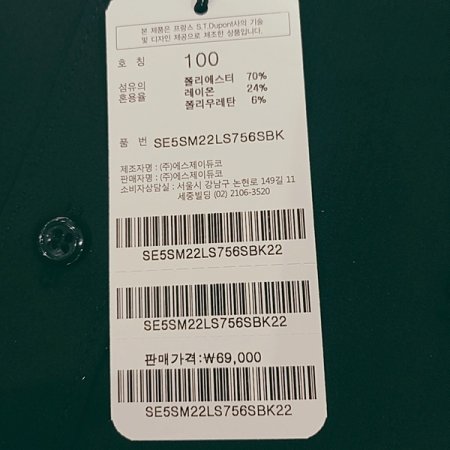 본 제품은 프랑스 S.T.Dupont사의 기술
및 디자인 제공으로 제조한 상품입니다.
호 칭 100
섬유의 혼용율
폴리에스터 70%
레이온 24%
폴리우레탄 6%
품 번 SE5SM22LS756SBK
제조자명 : (주)에스제이듀코
판매자명 : (주)에스제이듀코
소비자상담실 : 서울시 강남구 논현로 149길 11
세중빌딩 (02) 2106-3520
SE5SM22LS756SBK22
SE5SM22LS756SBK22
판매가격:₩69,000
SE5SM22LS756SBK22